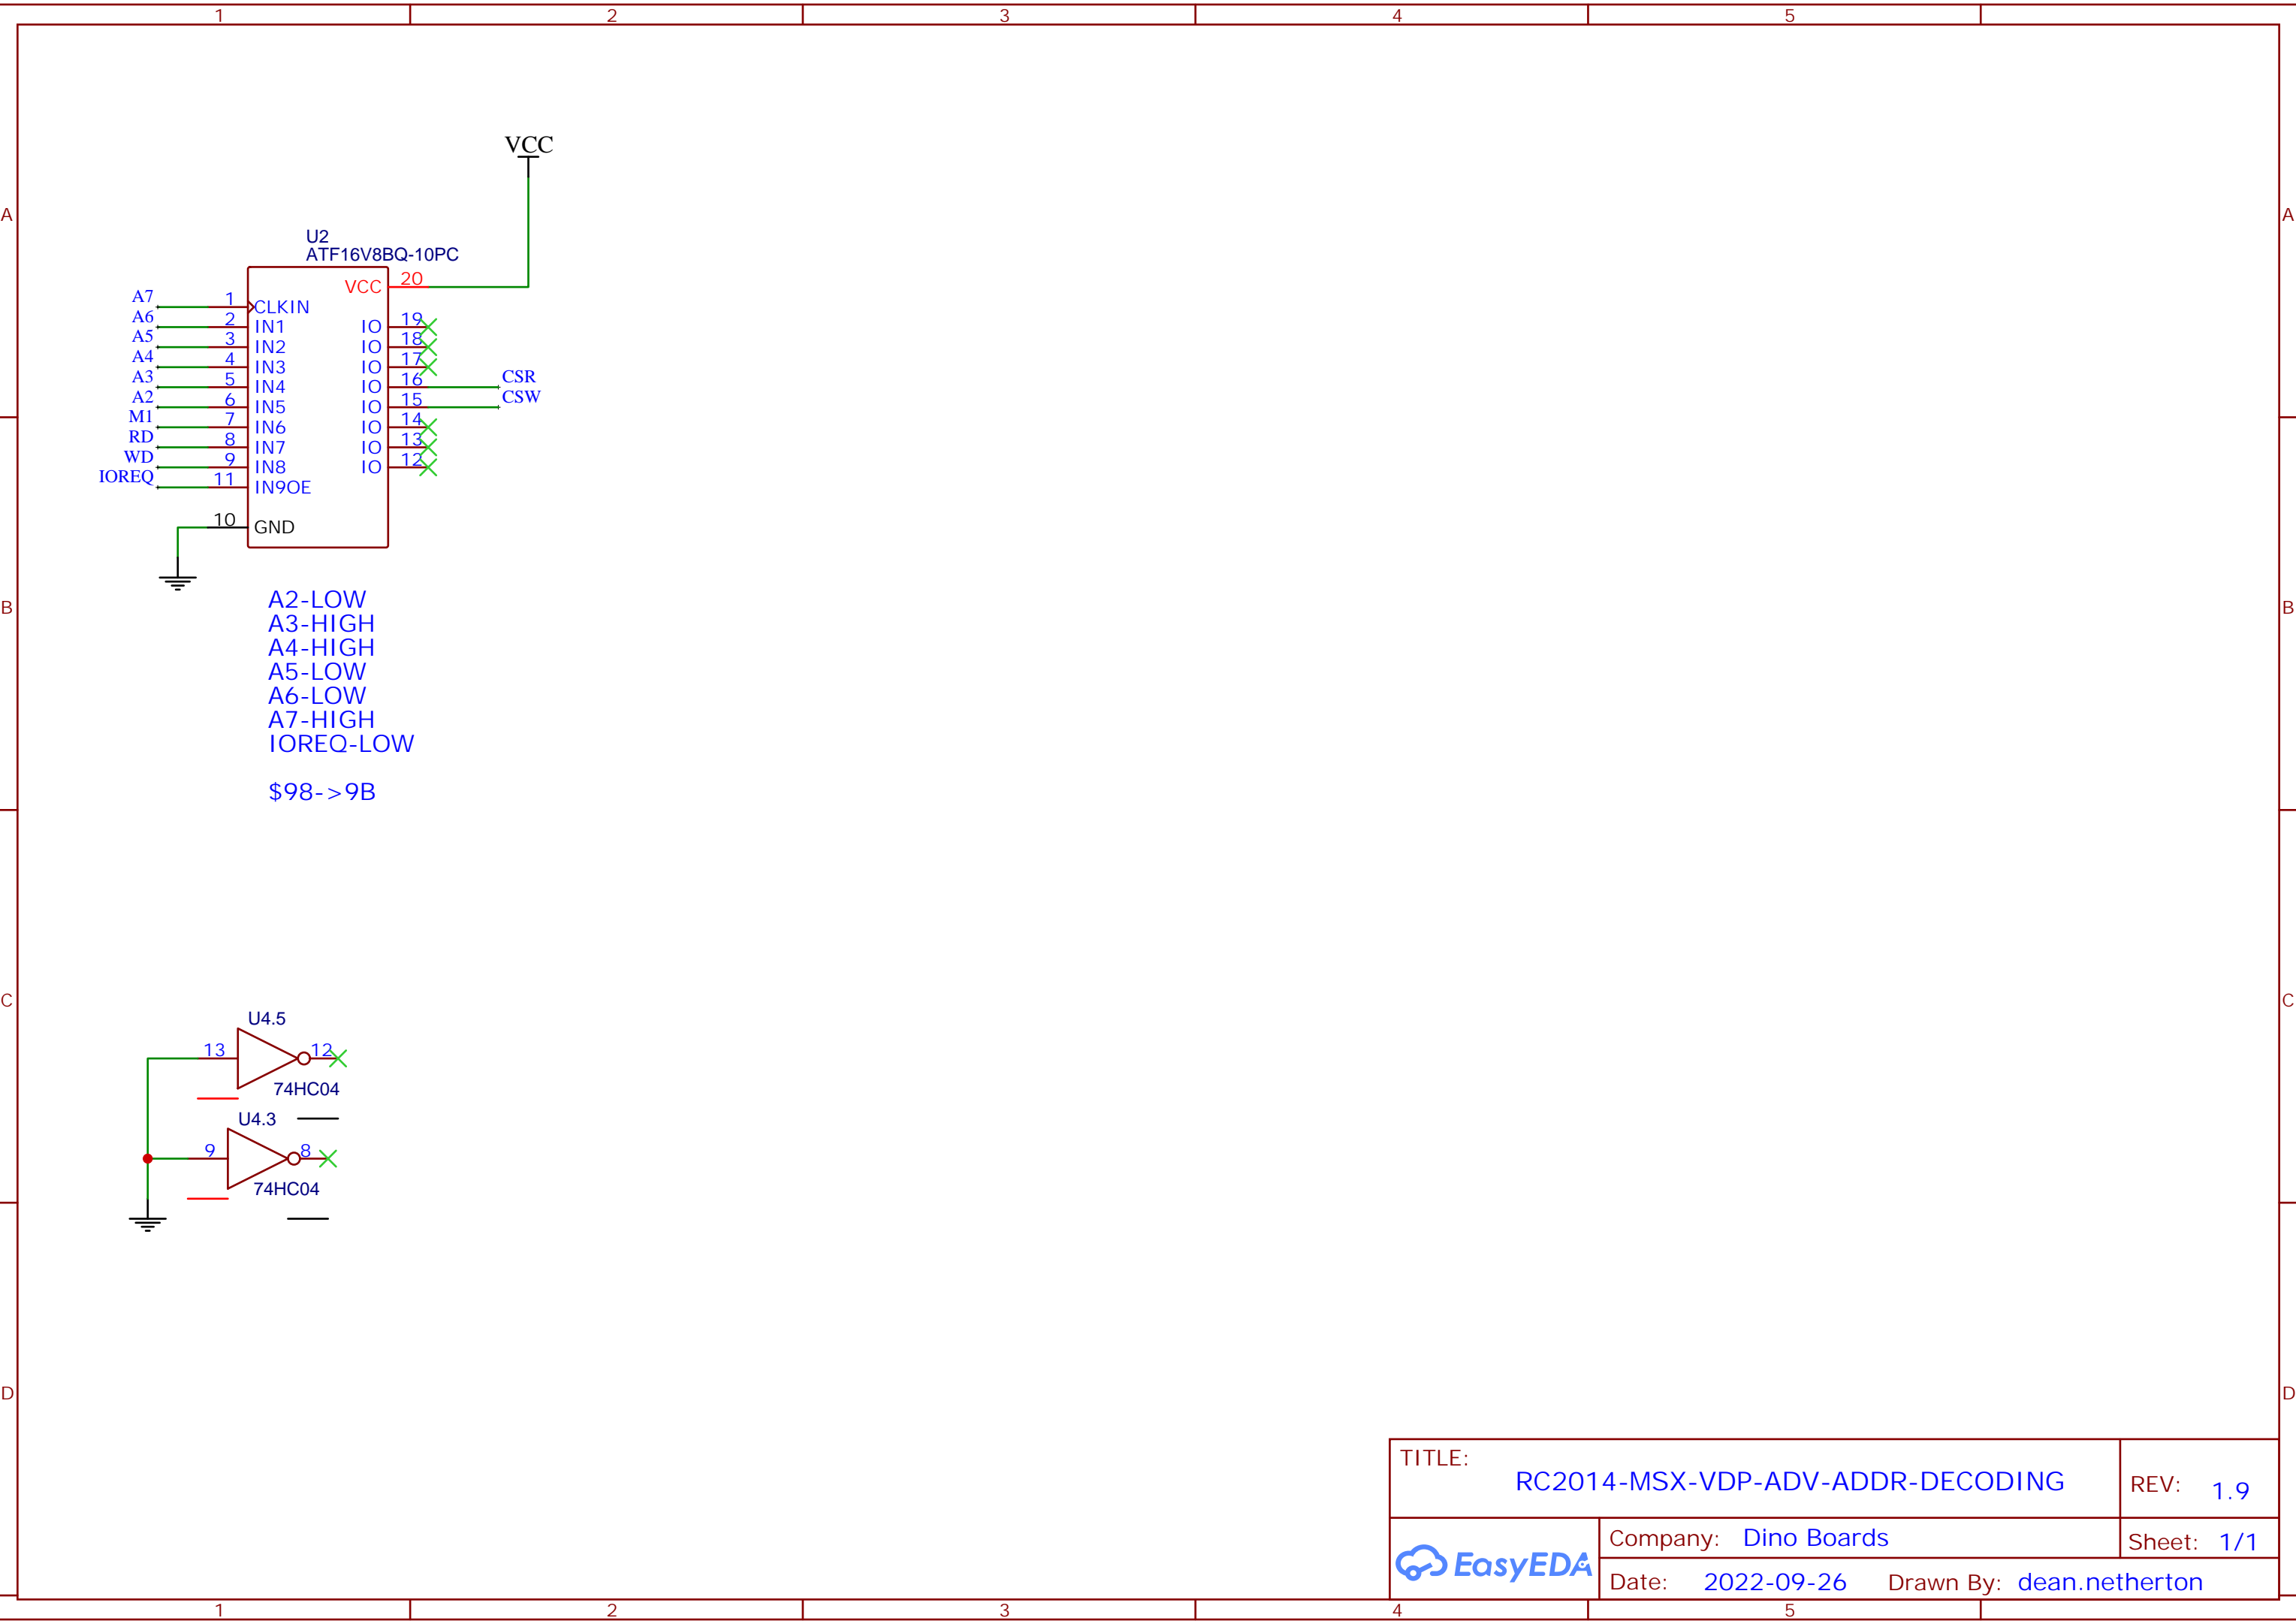 1 2 3 4 5
A A
VCC
U2
ATF16V8BQ-10PC
VCC 20
A7 1 CLKIN
A6 2 IN1 IO 19
A5 3 IN2 IO 18
A4 4 IN3 IO 17
A3 5 IN4 IO 16 CSR
A2 6 IN5 IO 15 CSW
M1 7 IN6 IO 14
RD 8 IN7 IO 13
WD 9 IN8 IO 12
IOREQ 11 IN9OE
10 GND
B B
A2-LOW
A3-HIGH
A4-HIGH
A5-LOW
A6-LOW
A7-HIGH
IOREQ-LOW
$98->9B
C C
U4.5
13 12
74HC04
U4.3
9 8
74HC04
D D
TITLE:
RC2014-MSX-VDP-ADV-ADDR-DECODING
REV: 1.9
EasyEDA
Company: Dino Boards
Sheet: 1/1
Date: 2022-09-26 Drawn By: dean.netherton
1 2 3 4 5